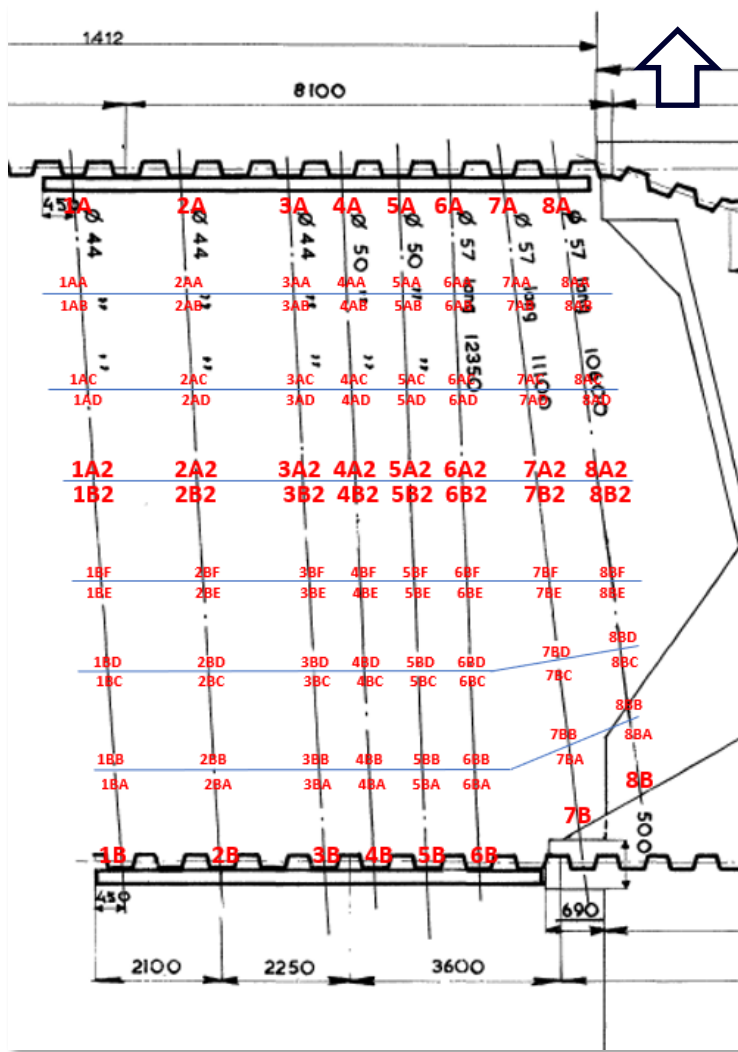 1412
8100
450
1A 2A 3A 4A 5A 6A 7A 8A
Ø 44 Ø 44 Ø 44 Ø 50 Ø 50 Ø 57 Ø 57 Ø 57
1AA 2AA 3AA 4AA 5AA 6AA 7AA 8AA
1AB 2AB 3AB 4AB 5AB 6AB 7AB 8AB
" " " " " lang 12350 lang 11100 lang 10600
" " " " "
1AC 2AC 3AC 4AC 5AC 6AC 7AC 8AC
1AD 2AD 3AD 4AD 5AD 6AD 7AD 8AD
1A2 2A2 3A2 4A2 5A2 6A2 7A2 8A2
1B2 2B2 3B2 4B2 5B2 6B2 7B2 8B2
1BF 2BF 3BF 4BF 5BF 6BF 7BF 8BF
1BE 2BE 3BE 4BE 5BE 6BE 7BE 8BE
8BD
1BD 2BD 3BD 4BD 5BD 6BD 7BD
8BC
1BC 2BC 3BC 4BC 5BC 6BC 7BC
8BB
8BA
7BB
1BB 2BB 3BB 4BB 5BB 6BB 7BA
1BA 2BA 3BA 4BA 5BA 6BA
8B
7B
500
1B 2B 3B 4B 5B 6B
450
690
2100 2250 3600